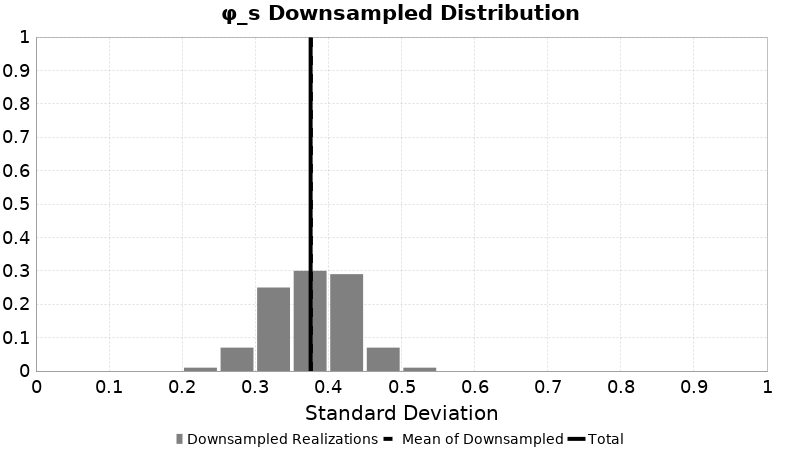 φ_s Downsampled Distribution
1
0.9
0.8
0.7
0.6
0.5
0.4
0.3
0.2
0.1
0
0 0.1 0.2 0.3 0.4 0.5 0.6 0.7 0.8 0.9 1
Standard Deviation
Downsampled Realizations Mean of Downsampled Total